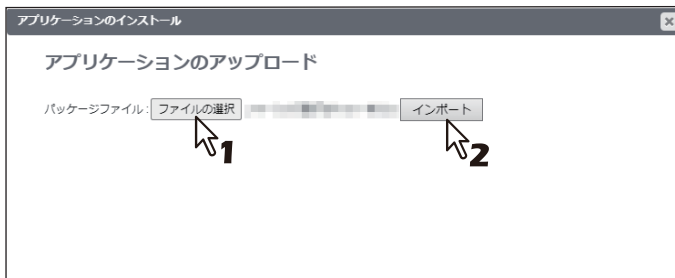 アプリケーションのインストール
アプリケーションのアップロード
パッケージファイル: ファイルの選択 インポート
1 2